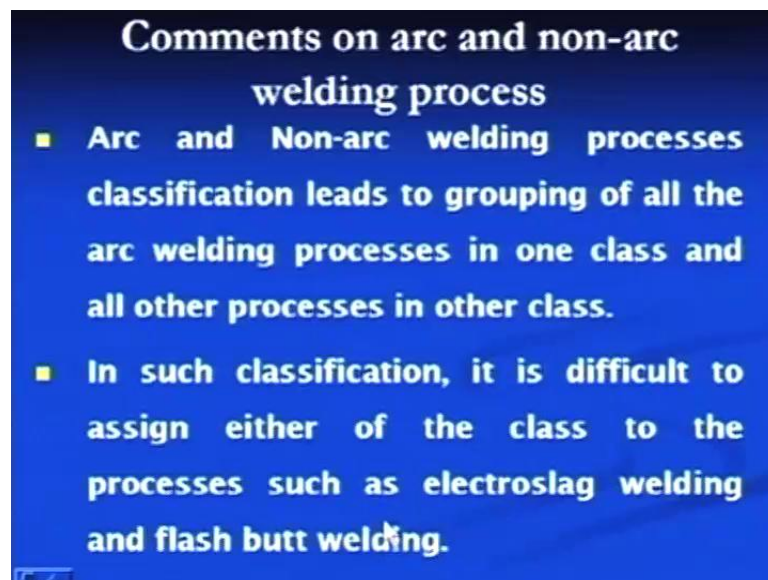 Comments on arc and non-arc
welding process
Arc and Non-arc welding processes
classification leads to grouping of all the
arc welding processes in one class and
all other processes in other class.
In such classification, it is difficult to
assign either of the class to the
processes such as electroslag welding
and flash butt welding.